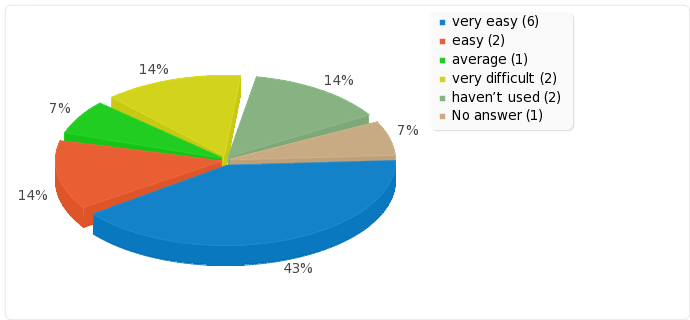 very easy (6)
easy (2)
average (1)
very difficult (2)
haven't used (2)
No answer (1)
14%
14%
7%
7%
14%
43%